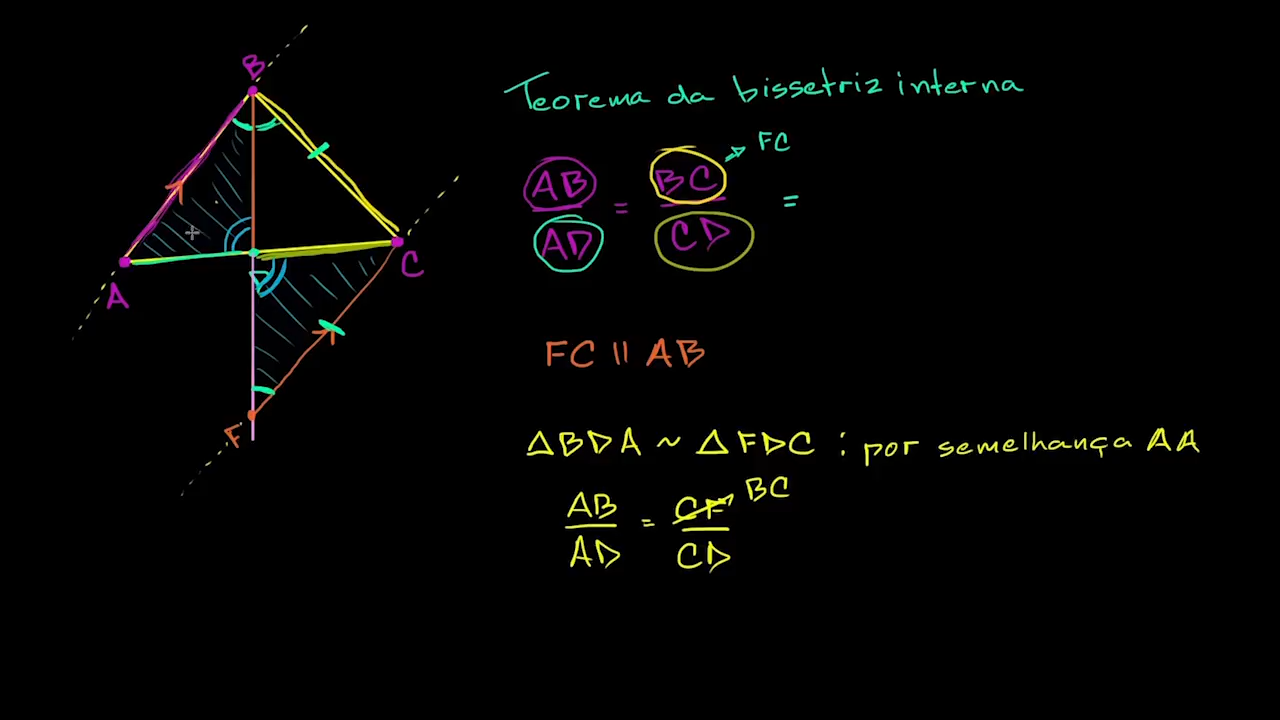 B
Teorema da bissetriz interna
FC
AB = BC =
AD CD
A
D
C
FC || AB
F
ΔBDA ~ ΔFDC : por semelhança AA
BC
AB = CF
AD CD